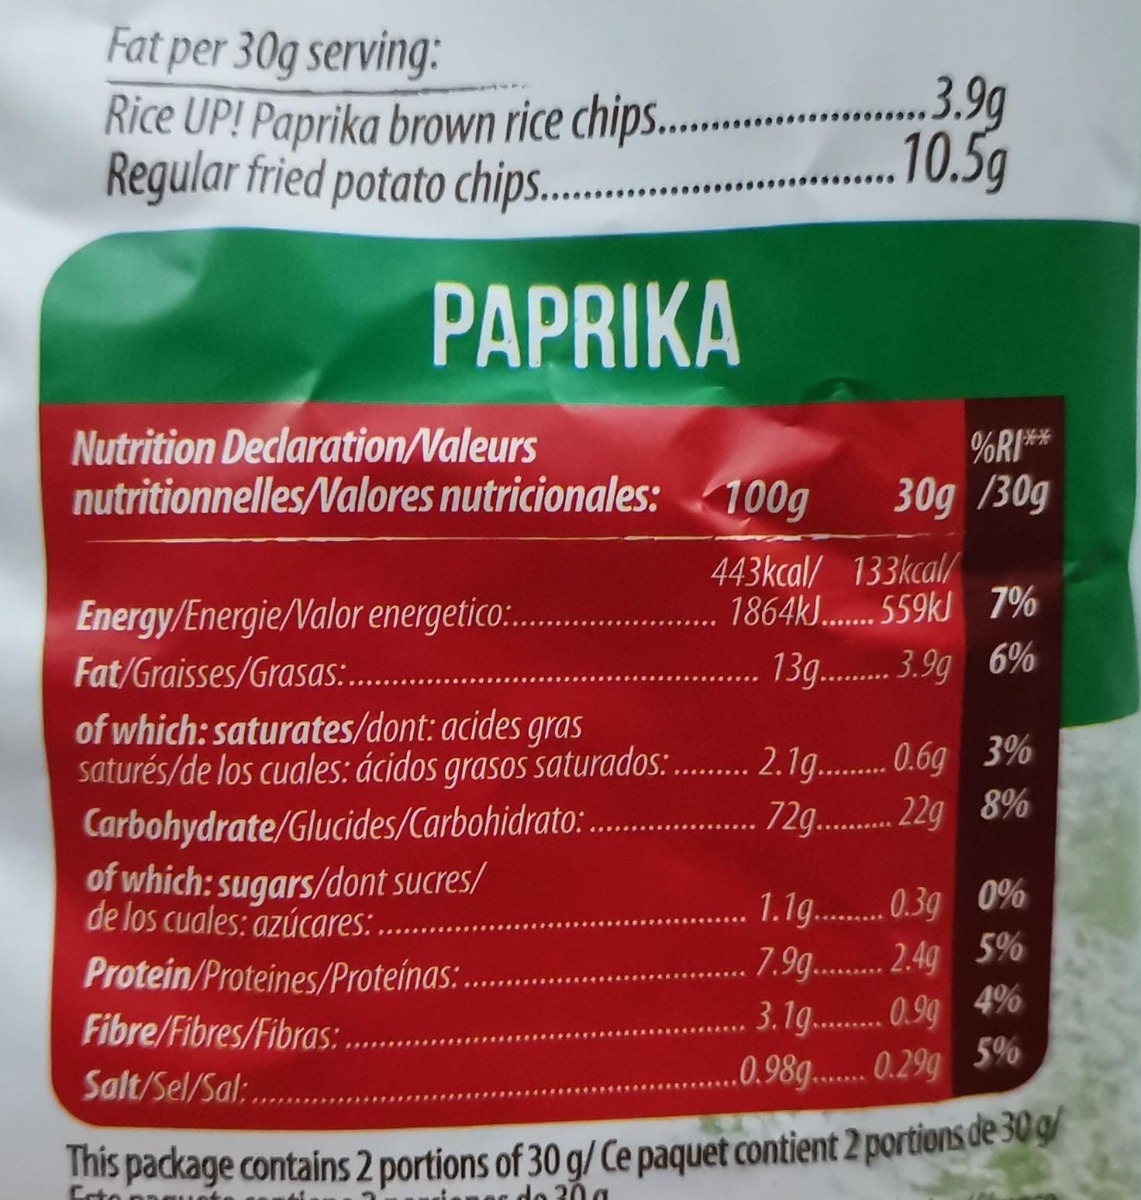 Fat per 30g serving:
Rice UP! Paprika brown rice chips..................3.9g
Regular fried potato chips..................10.5g
PAPRIKA
Nutrition Declaration/Valeurs
nutritionnelles/Valores nutricionales: 100g 30g %RI** /30g
443kcal/ 133kcal/
Energy/Energie/Valor energetico:.................. 1864kJ....... 559kJ 7%
Fat/Graisses/Grasas:.................. 13g.......... 3.9g 6%
of which: saturates/dont: acides gras
saturés/de los cuales: ácidos grasos saturados: .......... 2.1g.......... 0.6g 3%
Carbohydrate/Glucides/Carbohidrato: .................. 72g........... 22g 8%
of which: sugars/dont sucres/
de los cuales: azúcares: .................. 1.1g.......... 0.3g 0%
Protein/Proteines/Proteínas: .................. 7.9g.......... 2.4g 5%
Fibre/Fibres/Fibras: .................. 3.1g.......... 0.9g 4%
Salt/Sel/Sal: .................. 0.98g........ 0.29g 5%
This package contains 2 portions of 30 g/ Ce paquet contient 2 portions de 30 g/